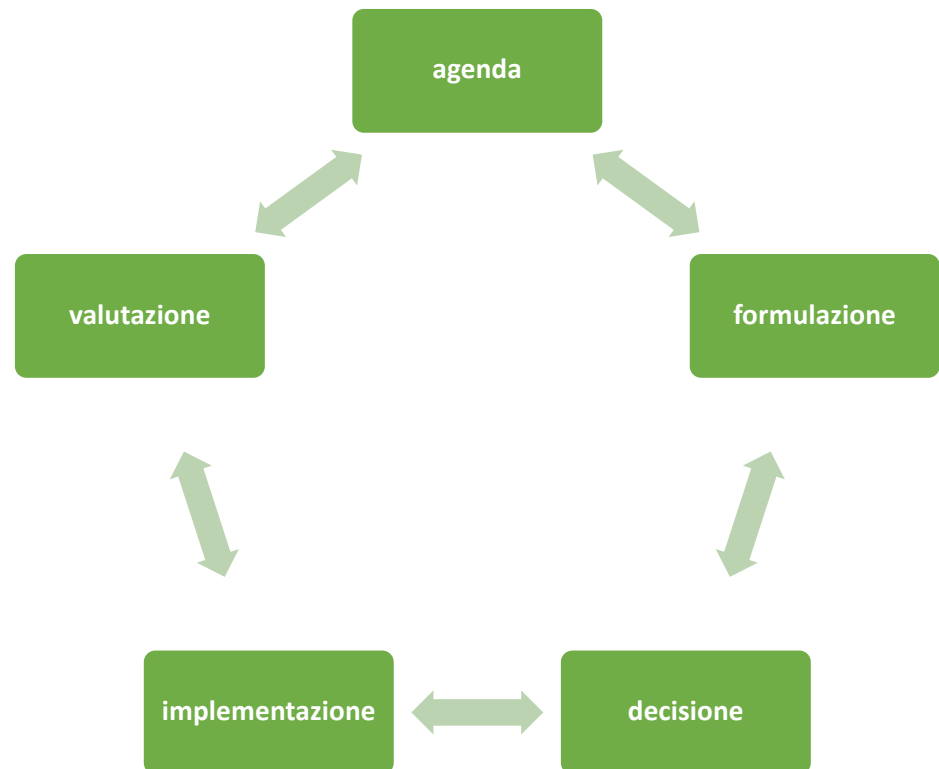 agenda
formulazione
decisione
implementazione
valutazione